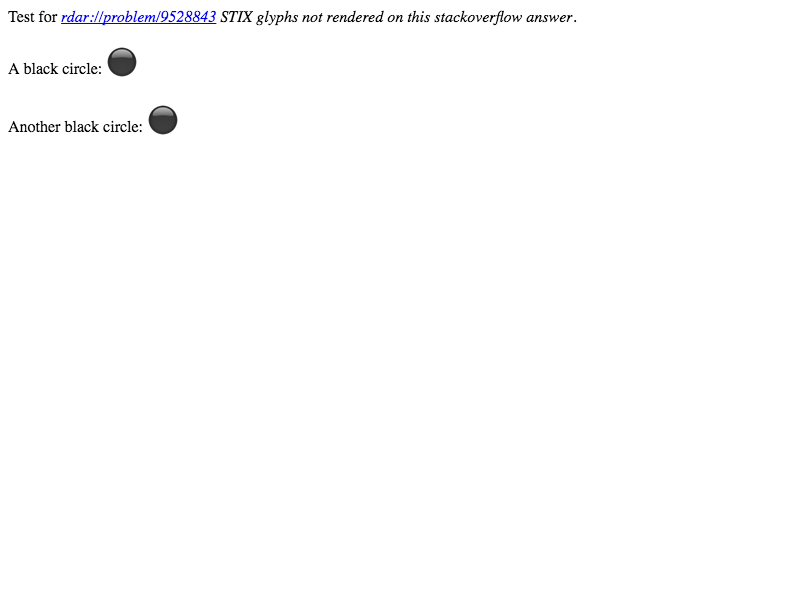 Test for rdar://problem/9528843 STIX glyphs not rendered on this stackoverflow answer.
A black circle: ⚫
Another black circle: ⚫